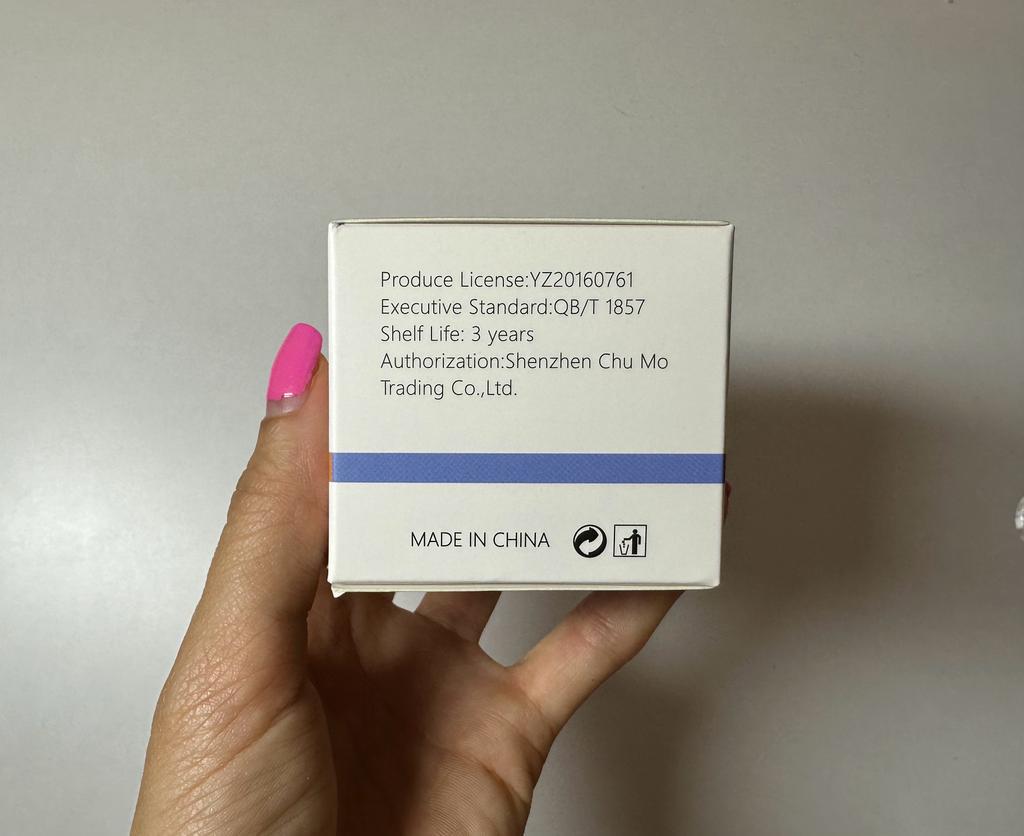 Produce License:YZ20160761
Executive Standard:QB/T 1857
Shelf Life: 3 years
Authorization:Shenzhen Chu Mo
Trading Co.,Ltd.
MADE IN CHINA